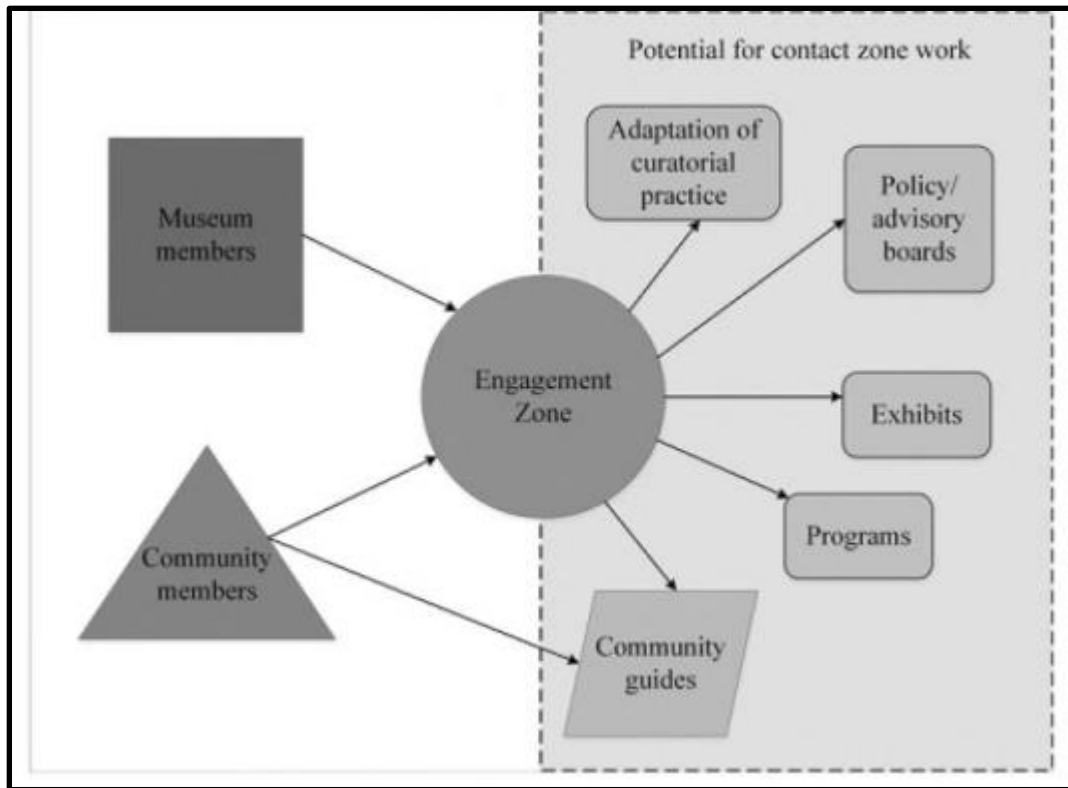 Potential for contact zone work
Adaptation of
curatorial
practice
Policy/
advisory
boards
Museum
members
Engagement
Zone
Exhibits
Programs
Community
members
Community
guides